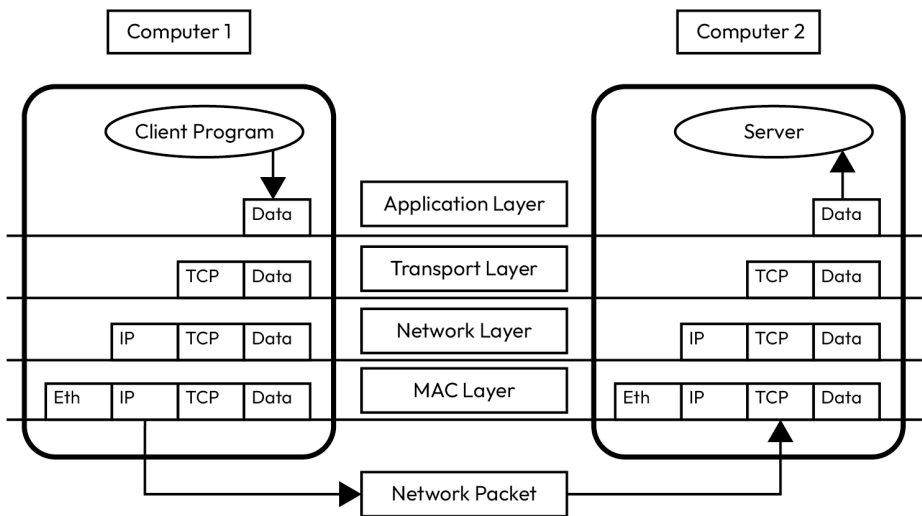 Computer 1
Computer 2
Client Program
Server
Data
Application Layer
Data
TCP Data
Transport Layer
TCP Data
IP TCP Data
Network Layer
IP TCP Data
Eth IP TCP Data
MAC Layer
Eth IP TCP Data
Network Packet